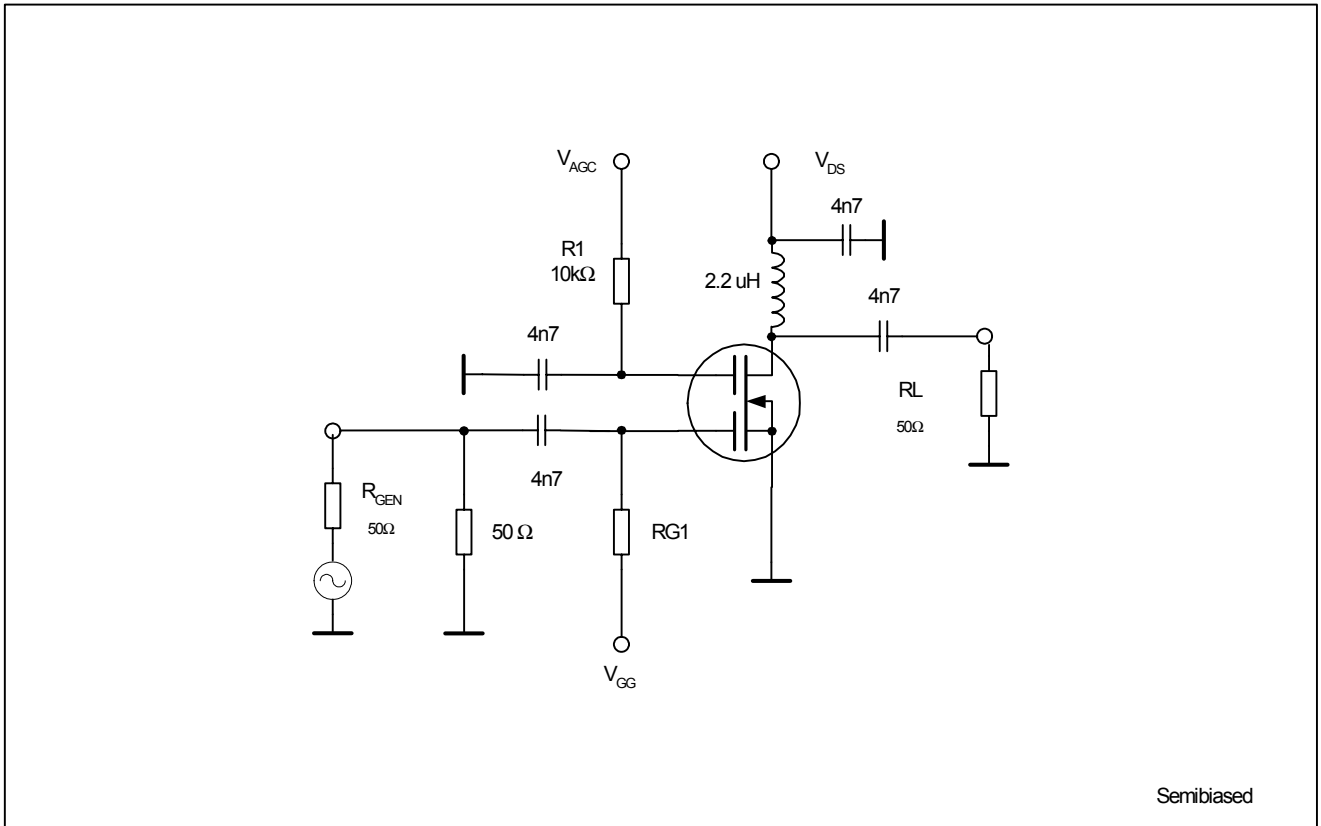 V_AGC
V_DS
4n7
R1
10kΩ
2.2 uH
4n7
4n7
RL
50Ω
4n7
R_GEN
50Ω
50 Ω
RG1
V_GG
Semibiased